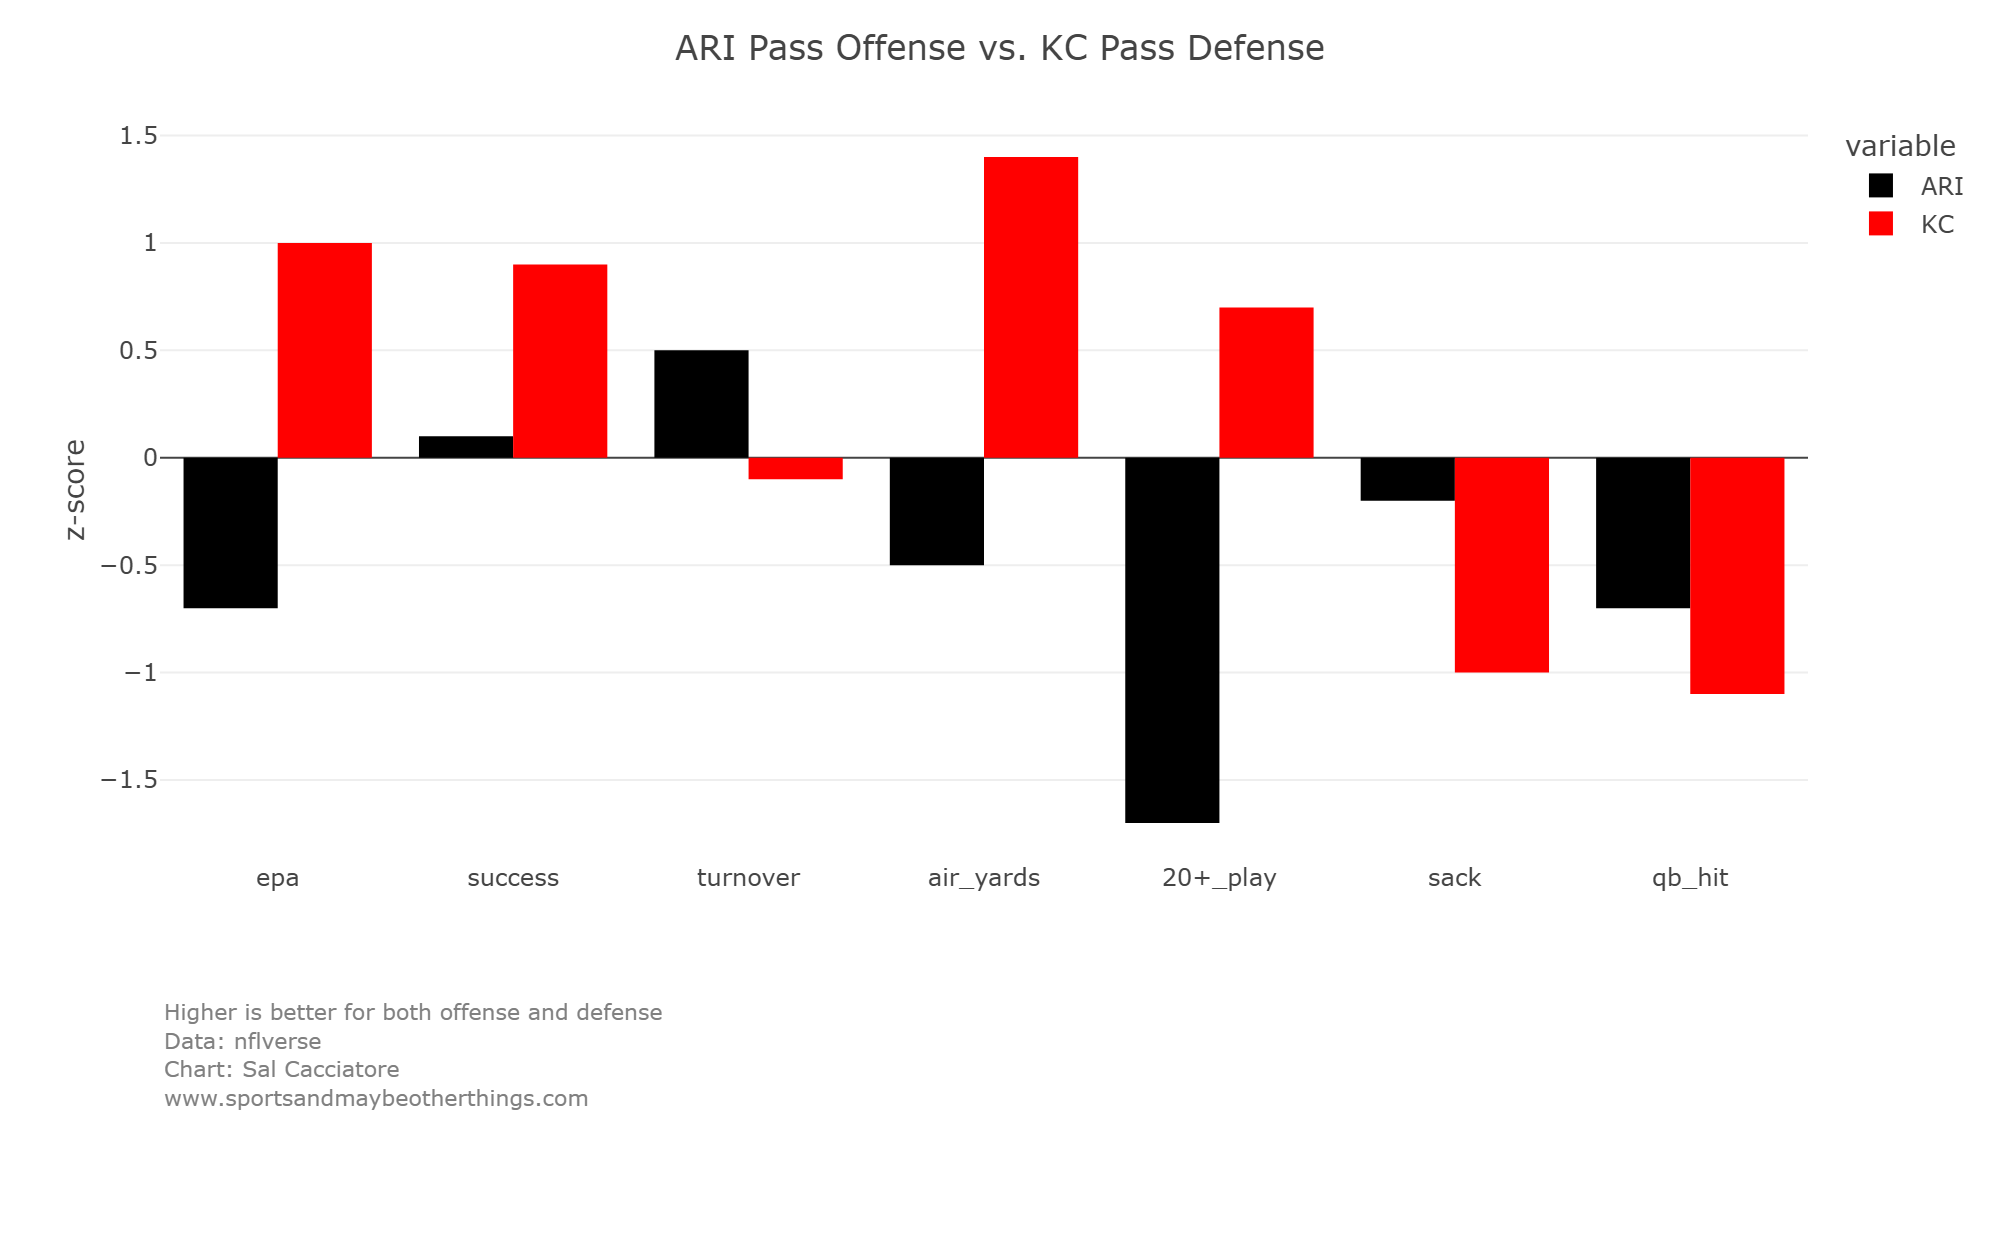 ARI Pass Offense vs. KC Pass Defense
variable
ARI
KC
z-score
1.5
1
0.5
0
−0.5
−1
−1.5
epa
success
turnover
air_yards
20+_play
sack
qb_hit
Higher is better for both offense and defense
Data: nflverse
Chart: Sal Cacciatore
www.sportsandmaybeotherthings.com